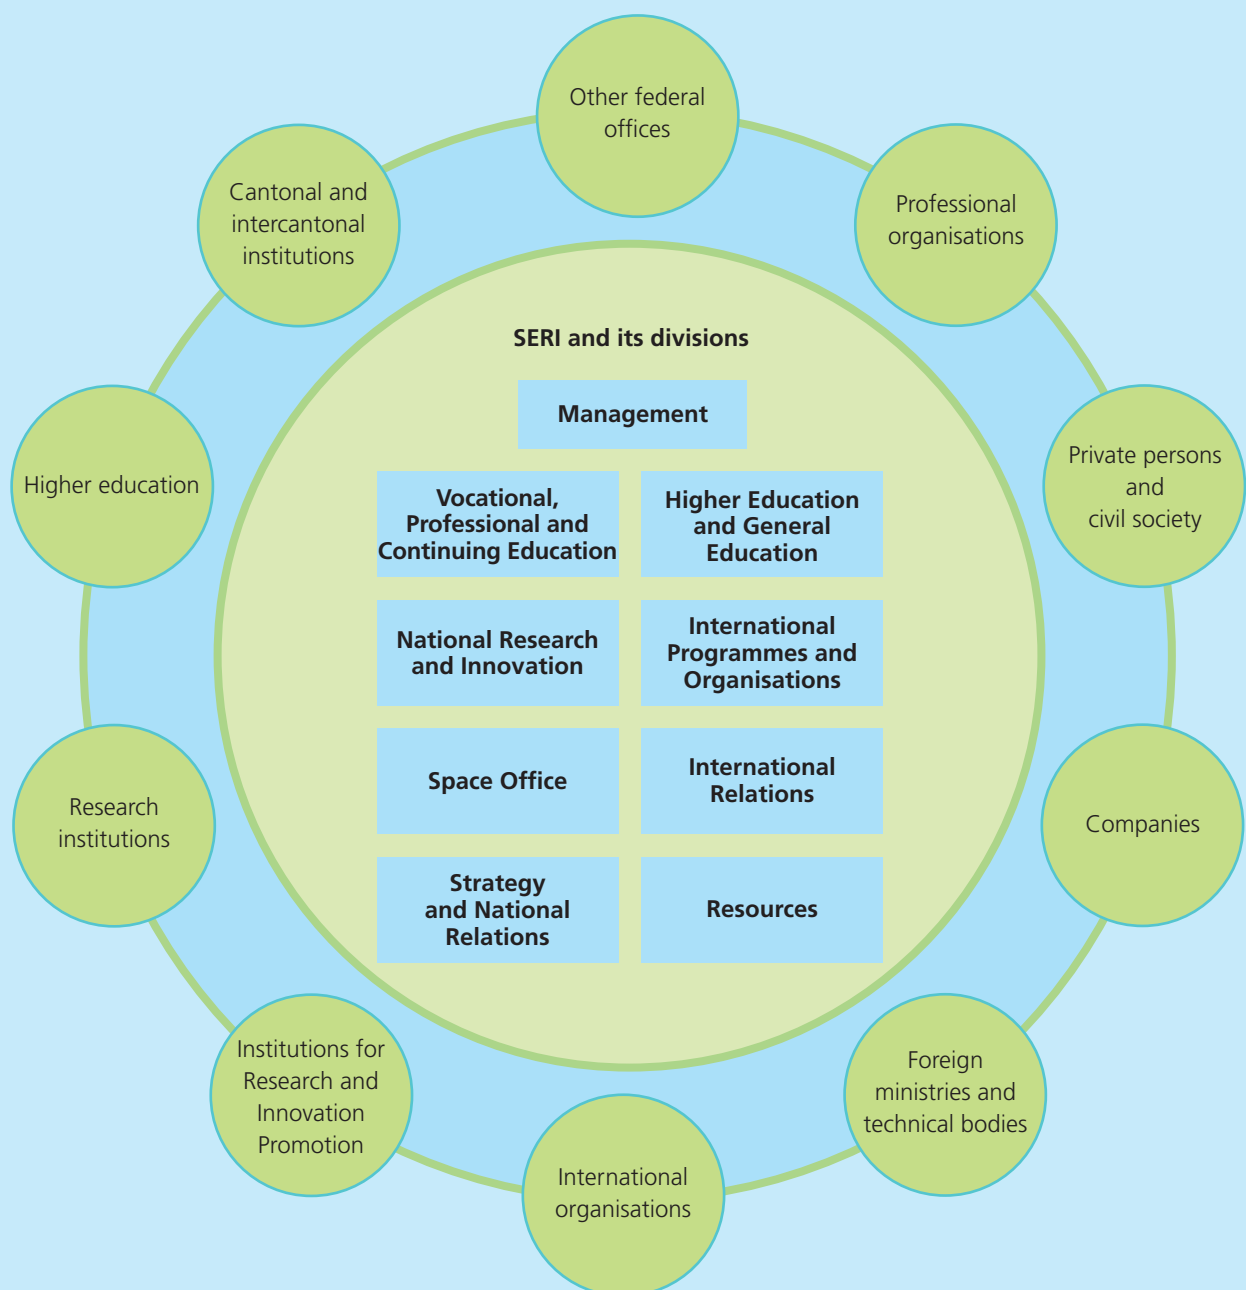 Other federal
offices
Cantonal and
intercantonal
institutions
Professional
organisations
SERI and its divisions
Management
Higher education
Private persons
and
civil society
Vocational,
Professional and
Continuing Education
Higher Education
and General
Education
National Research
and Innovation
International
Programmes and
Organisations
Research
institutions
Space Office
International
Relations
Companies
Strategy
and National
Relations
Resources
Institutions for
Research and
Innovation
Promotion
Foreign
ministries and
technical bodies
International
organisations